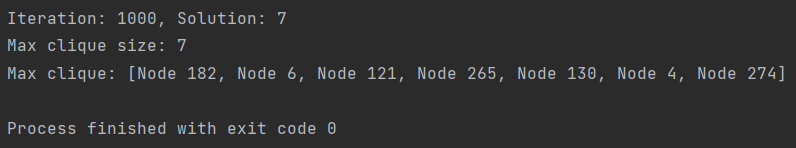 Iteration: 1000, Solution: 7
Max clique size: 7
Max clique: [Node 182, Node 6, Node 121, Node 265, Node 130, Node 4, Node 274]
Process finished with exit code 0